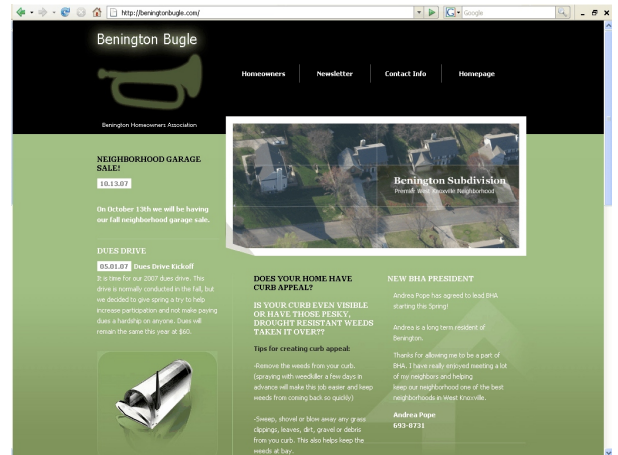 http://beningtonbugle.com/
Google
Benington Bugle
Homeowners
Newsletter
Contact Info
Homepage
Benington Homeowners Association
Benington Subdivision
Premier West Knoxville Neighborhood
NEIGHBORHOOD GARAGE
SALE!
10.13.07
On October 13th we will be having
our fall neighborhood garage sale.
DUES DRIVE
05.01.07 Dues Drive Kickoff
It is time for our 2007 dues drive. This
drive is normally conducted in the fall, but
we decided to give spring a try to help
increase participation and not make paying
dues a hardship on anyone. Dues will
remain the same this year at $60.
DOES YOUR HOME HAVE
CURB APPEAL?
IS YOUR CURB EVEN VISIBLE
OR HAVE THOSE PESKY,
DROUGHT RESISTANT WEEDS
TAKEN IT OVER??
Tips for creating curb appeal:
-Remove the weeds from your curb.
(spraying with weedkiller a few days in
advance will make this job easier and keep
weeds from coming back so quickly)
-Sweep, shovel or blow away any grass
clippings, leaves, dirt, gravel or debris
from you curb. This also helps keep the
weeds at bay.
NEW BHA PRESIDENT
Andrea Pope has agreed to lead BHA
starting this Spring!
Andrea is a long term resident of
Benington.
Thanks for allowing me to be a part of
BHA. I have really enjoyed meeting a lot
of my neighbors and helping
keep our neighborhood one of the best
neighborhoods in West Knoxville.
Andrea Pope
693-8731